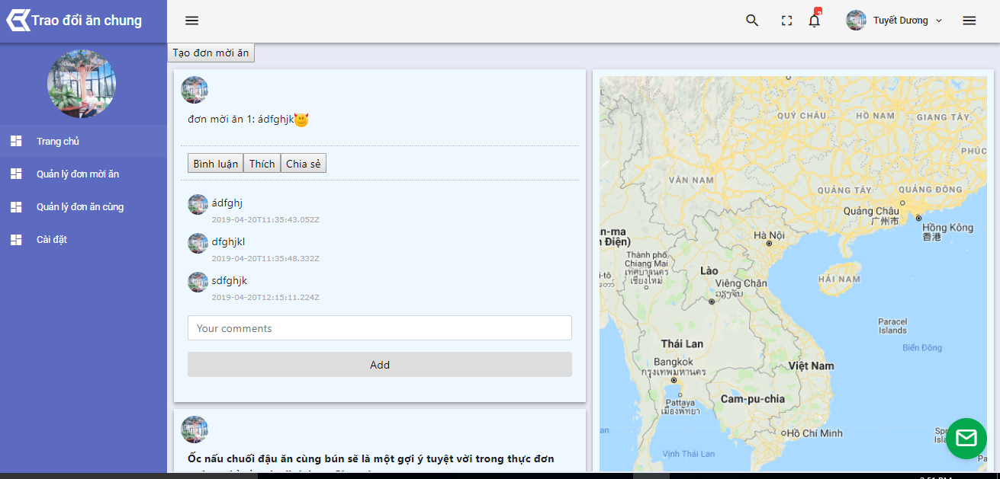 Trao đổi ăn chung
3
Tuyết Dương
Trang chủ
Quản lý đơn mời ăn
Quản lý đơn ăn cùng
Cài đặt
Tạo đơn mời ăn
đơn mời ăn 1: ádfghjk😈
Bình luận Thích Chia sẻ
ádfghj
2019-04-20T11:35:43.052Z
dfghjkl
2019-04-20T11:35:48.332Z
sdfghjk
2019-04-20T12:15:11.224Z
Your comments
Add
Ốc nấu chuối đậu ăn cùng bún sẽ là một gợi ý tuyệt vời trong thực đơn
QUÝ CHÂU
HỒ NAM
GIANG TÂY
PHÚC
VÂN NAM
QUẢNG TÂY
QUẢNG ĐÔNG
Quảng Châu
广州市
Hồng Kông
香港
n-ma
Điện)
Hà Nội
Thành phố
Chiang Mai
เทศบาลนคร
เชียงใหม่
i-tô
Lào
Viêng Chăn
HẢI NAM
Paracel
Islands
Biển Đông
Thái Lan
Bangkok
กรุงเทพมหานคร
Việt Nam
Pattaya
เมืองพัทยา
Cam-pu-chia
Hồ Chí Minh
an
Vịnh Thái Lan
Spr
Isla
Pa
2:51 PM